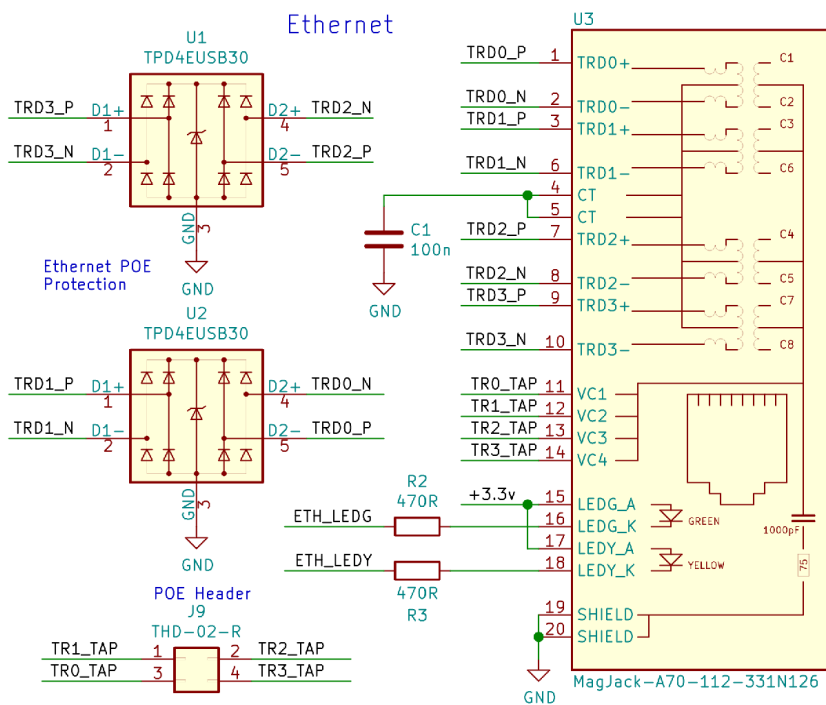 Ethernet
U1
TPD4EUSB30
TRD3_P
D1+
1
D2+
4
TRD2_N
TRD3_N
D1-
2
D2-
5
TRD2_P
GND
3
GND
Ethernet POE
Protection
U2
TPD4EUSB30
TRD1_P
D1+
1
D2+
4
TRD0_N
TRD1_N
D1-
2
D2-
5
TRD0_P
GND
3
GND
POE Header
J9
THD-02-R
TR1_TAP
1
2
TR2_TAP
TR0_TAP
3
4
TR3_TAP
C1
100n
GND
R2
470R
ETH_LEDG
ETH_LEDY
470R
R3
U3
TRD0_P
1
TRD0+
C1
TRD0_N
2
TRD0-
C2
TRD1_P
3
TRD1+
C3
TRD1_N
6
TRD1-
C6
4
CT
5
CT
TRD2_P
7
TRD2+
C4
TRD2_N
8
TRD2-
C5
TRD3_P
9
TRD3+
C7
TRD3_N
10
TRD3-
C8
TR0_TAP
11
VC1
TR1_TAP
12
VC2
TR2_TAP
13
VC3
TR3_TAP
14
VC4
+3.3v
15
LEDG_A
16
LEDG_K
GREEN
17
LEDY_A
18
LEDY_K
YELLOW
1000pF
75
19
SHIELD
20
SHIELD
GND
MagJack-A70-112-331N126